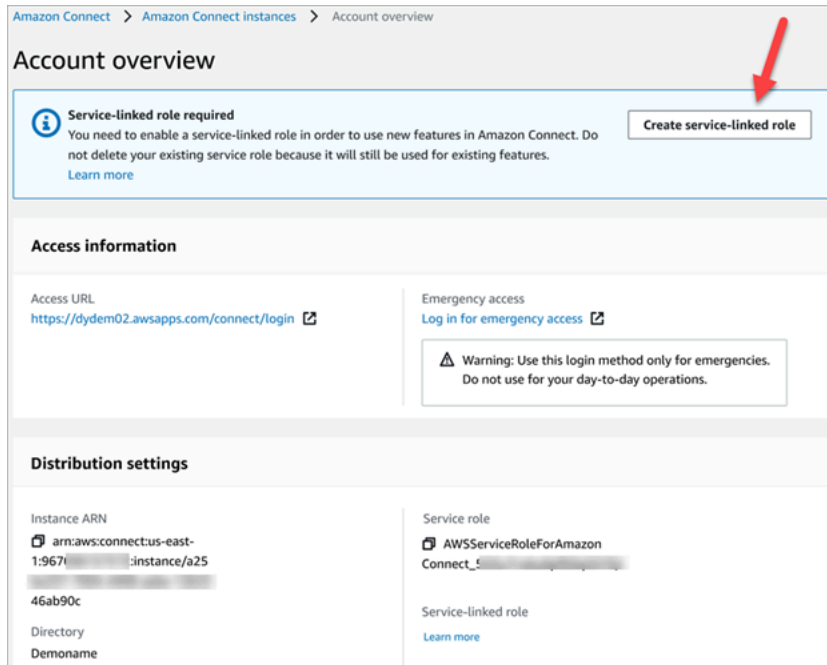 Amazon Connect > Amazon Connect instances > Account overview
Account overview
Service-linked role required
You need to enable a service-linked role in order to use new features in Amazon Connect. Do
not delete your existing service role because it will still be used for existing features.
Learn more
Create service-linked role
Access information
Access URL
https://dydem02.awsapps.com/connect/login
Emergency access
Log in for emergency access
Warning: Use this login method only for emergencies.
Do not use for your day-to-day operations.
Distribution settings
Instance ARN
arn:aws:connect:us-east-
:instance/a25
46ab90c
Directory
Demoname
Service role
AWSServiceRoleForAmazon
Service-linked role
Learn more